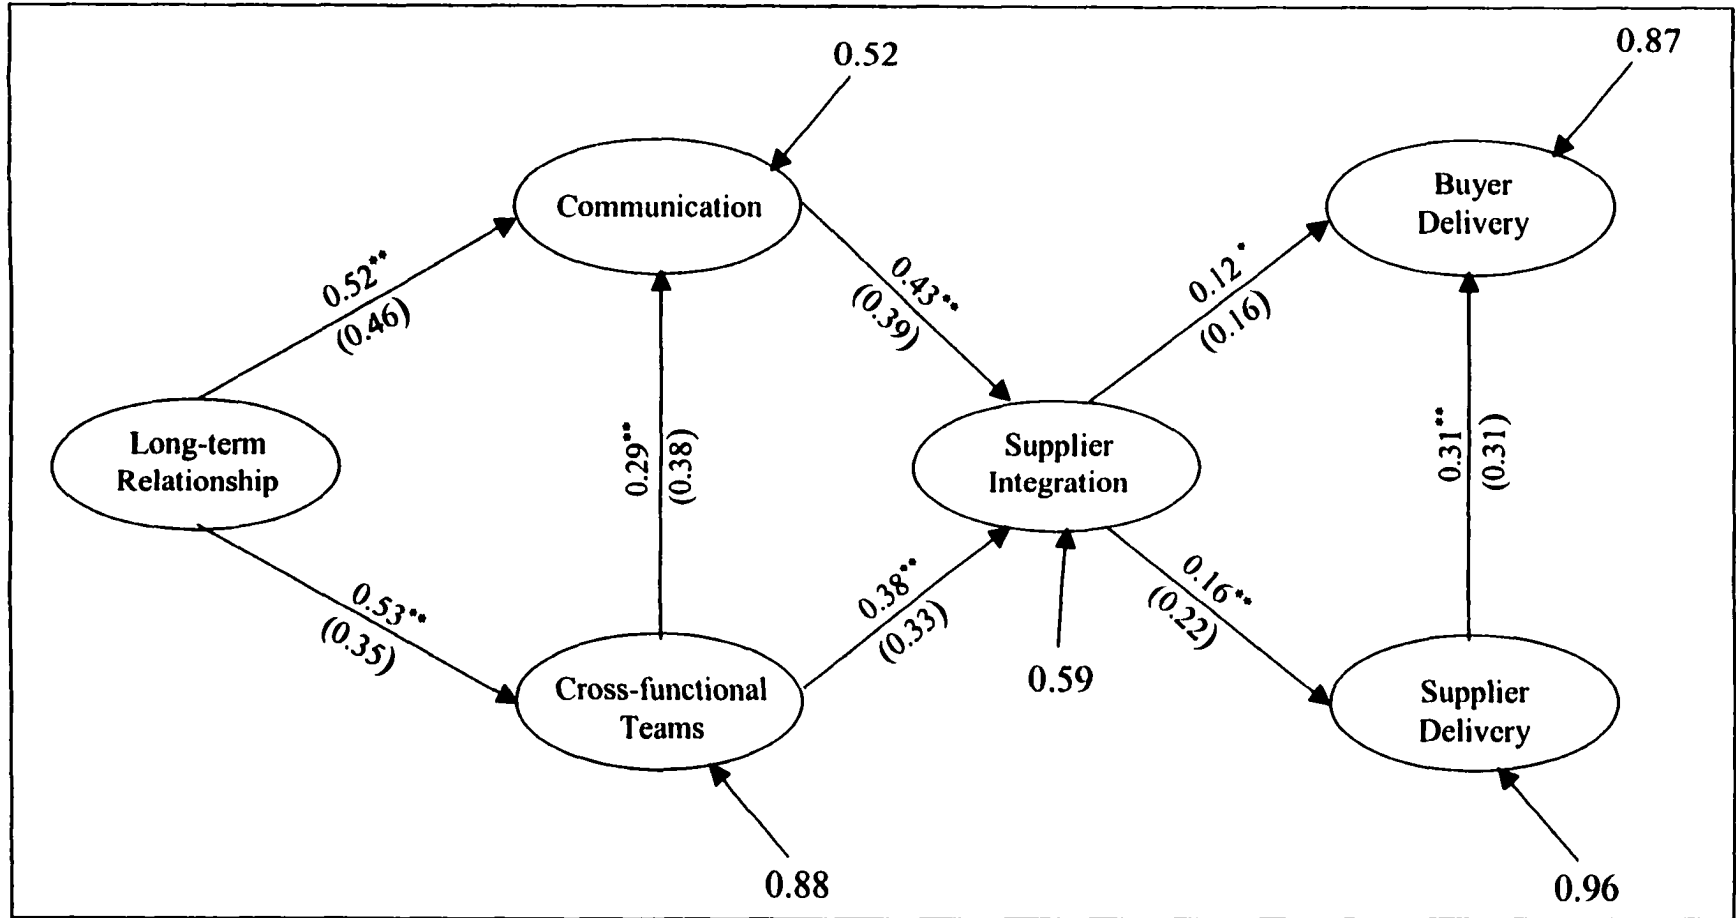 0.52
0.87
Communication
Buyer
Delivery
0.52**
(0.46)
0.43**
(0.39)
0.12*
(0.16)
Long-term
Relationship
0.29**
(0.38)
Supplier
Integration
0.31**
(0.31)
0.53**
(0.35)
0.38**
(0.33)
0.59
0.16**
(0.22)
Cross-functional
Teams
Supplier
Delivery
0.88
0.96